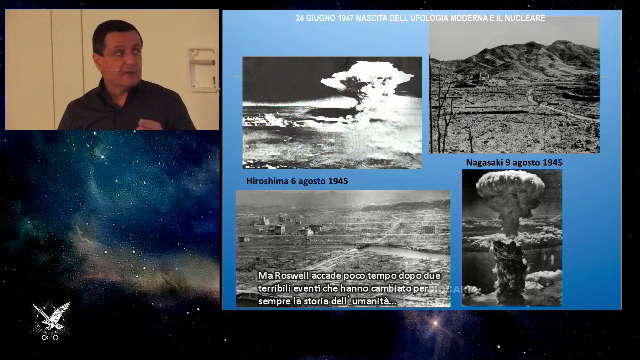 24 GIUGNO 1947 NASCITA DELL'UFOLOGIA MODERNA E IL NUCLEARE
Nagasaki 9 agosto 1945
Hiroshima 6 agosto 1945
Ma Roswell accade poco tempo dopo due
terribili eventi che hanno cambiato per
sempre la storia dell' umanità...